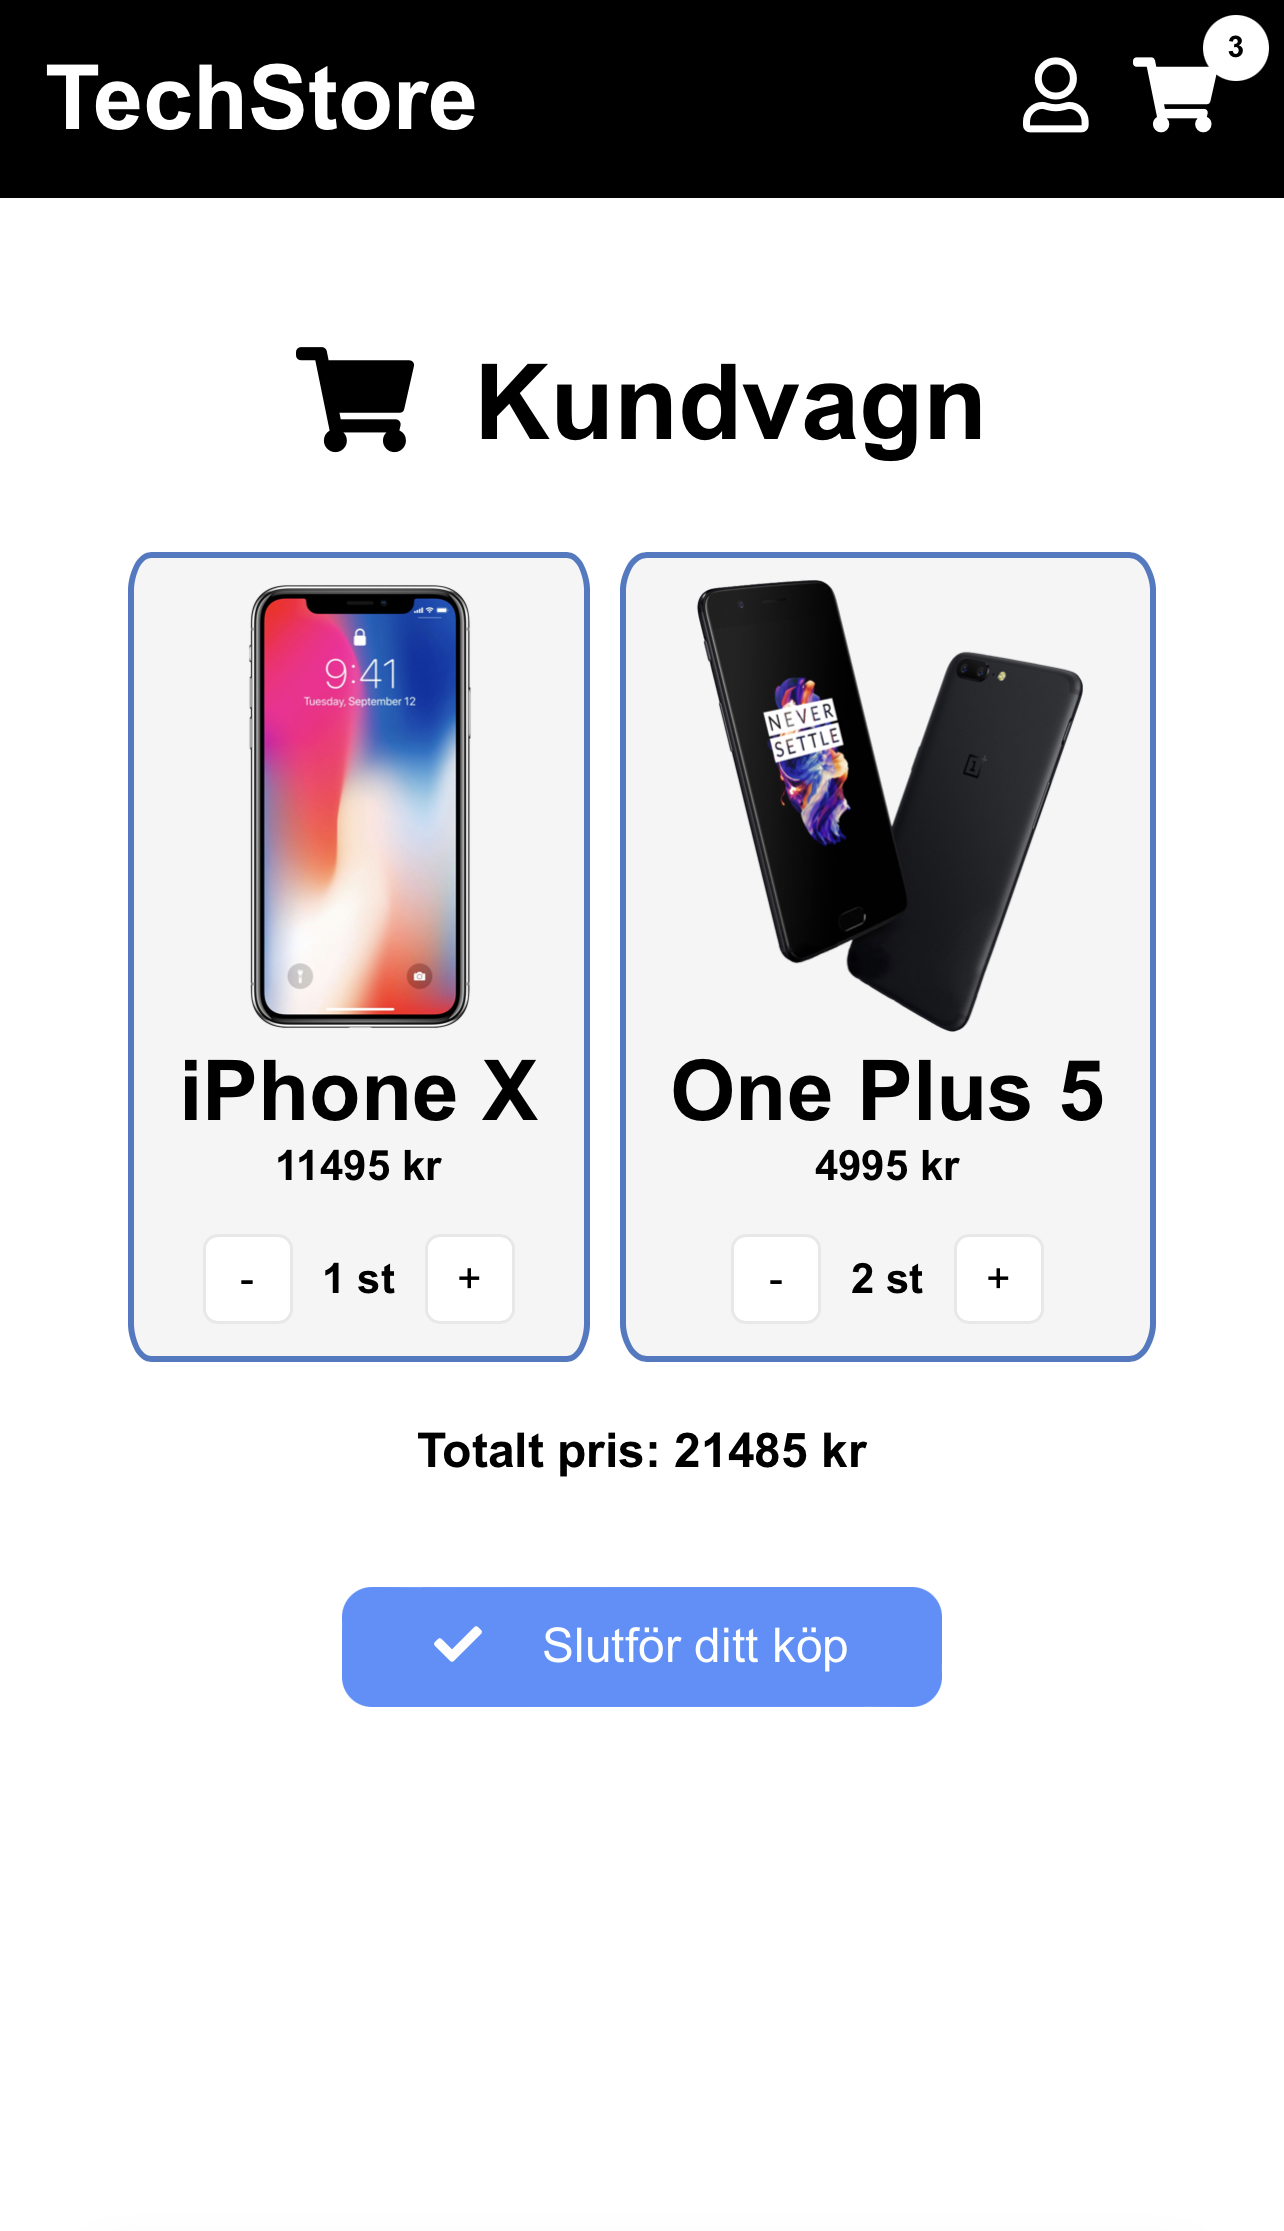 TechStore
3
Kundvagn
9:41
Tuesday, September 12
NEVER
SETTLE
iPhone X
11495 kr
- 1 st +
One Plus 5
4995 kr
- 2 st +
Totalt pris: 21485 kr
Slutför ditt köp